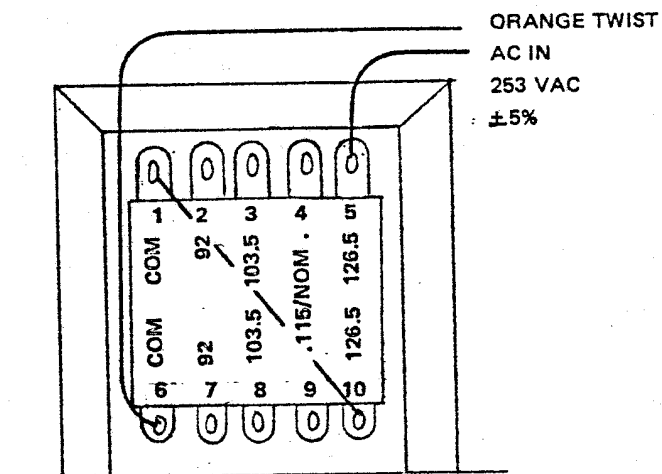 ORANGE TWIST
AC IN
253 VAC
±5%
1 2 3 4 5
COM 92 103.5 .115/NOM. 126.5
COM 92 103.5 126.5
6 7 8 9 10